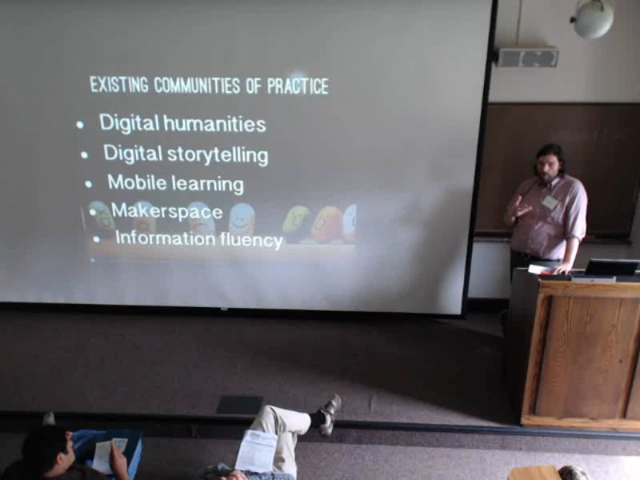 EXISTING COMMUNITIES OF PRACTICE
• Digital humanities
• Digital storytelling
• Mobile learning
• Makerspace
• Information fluency